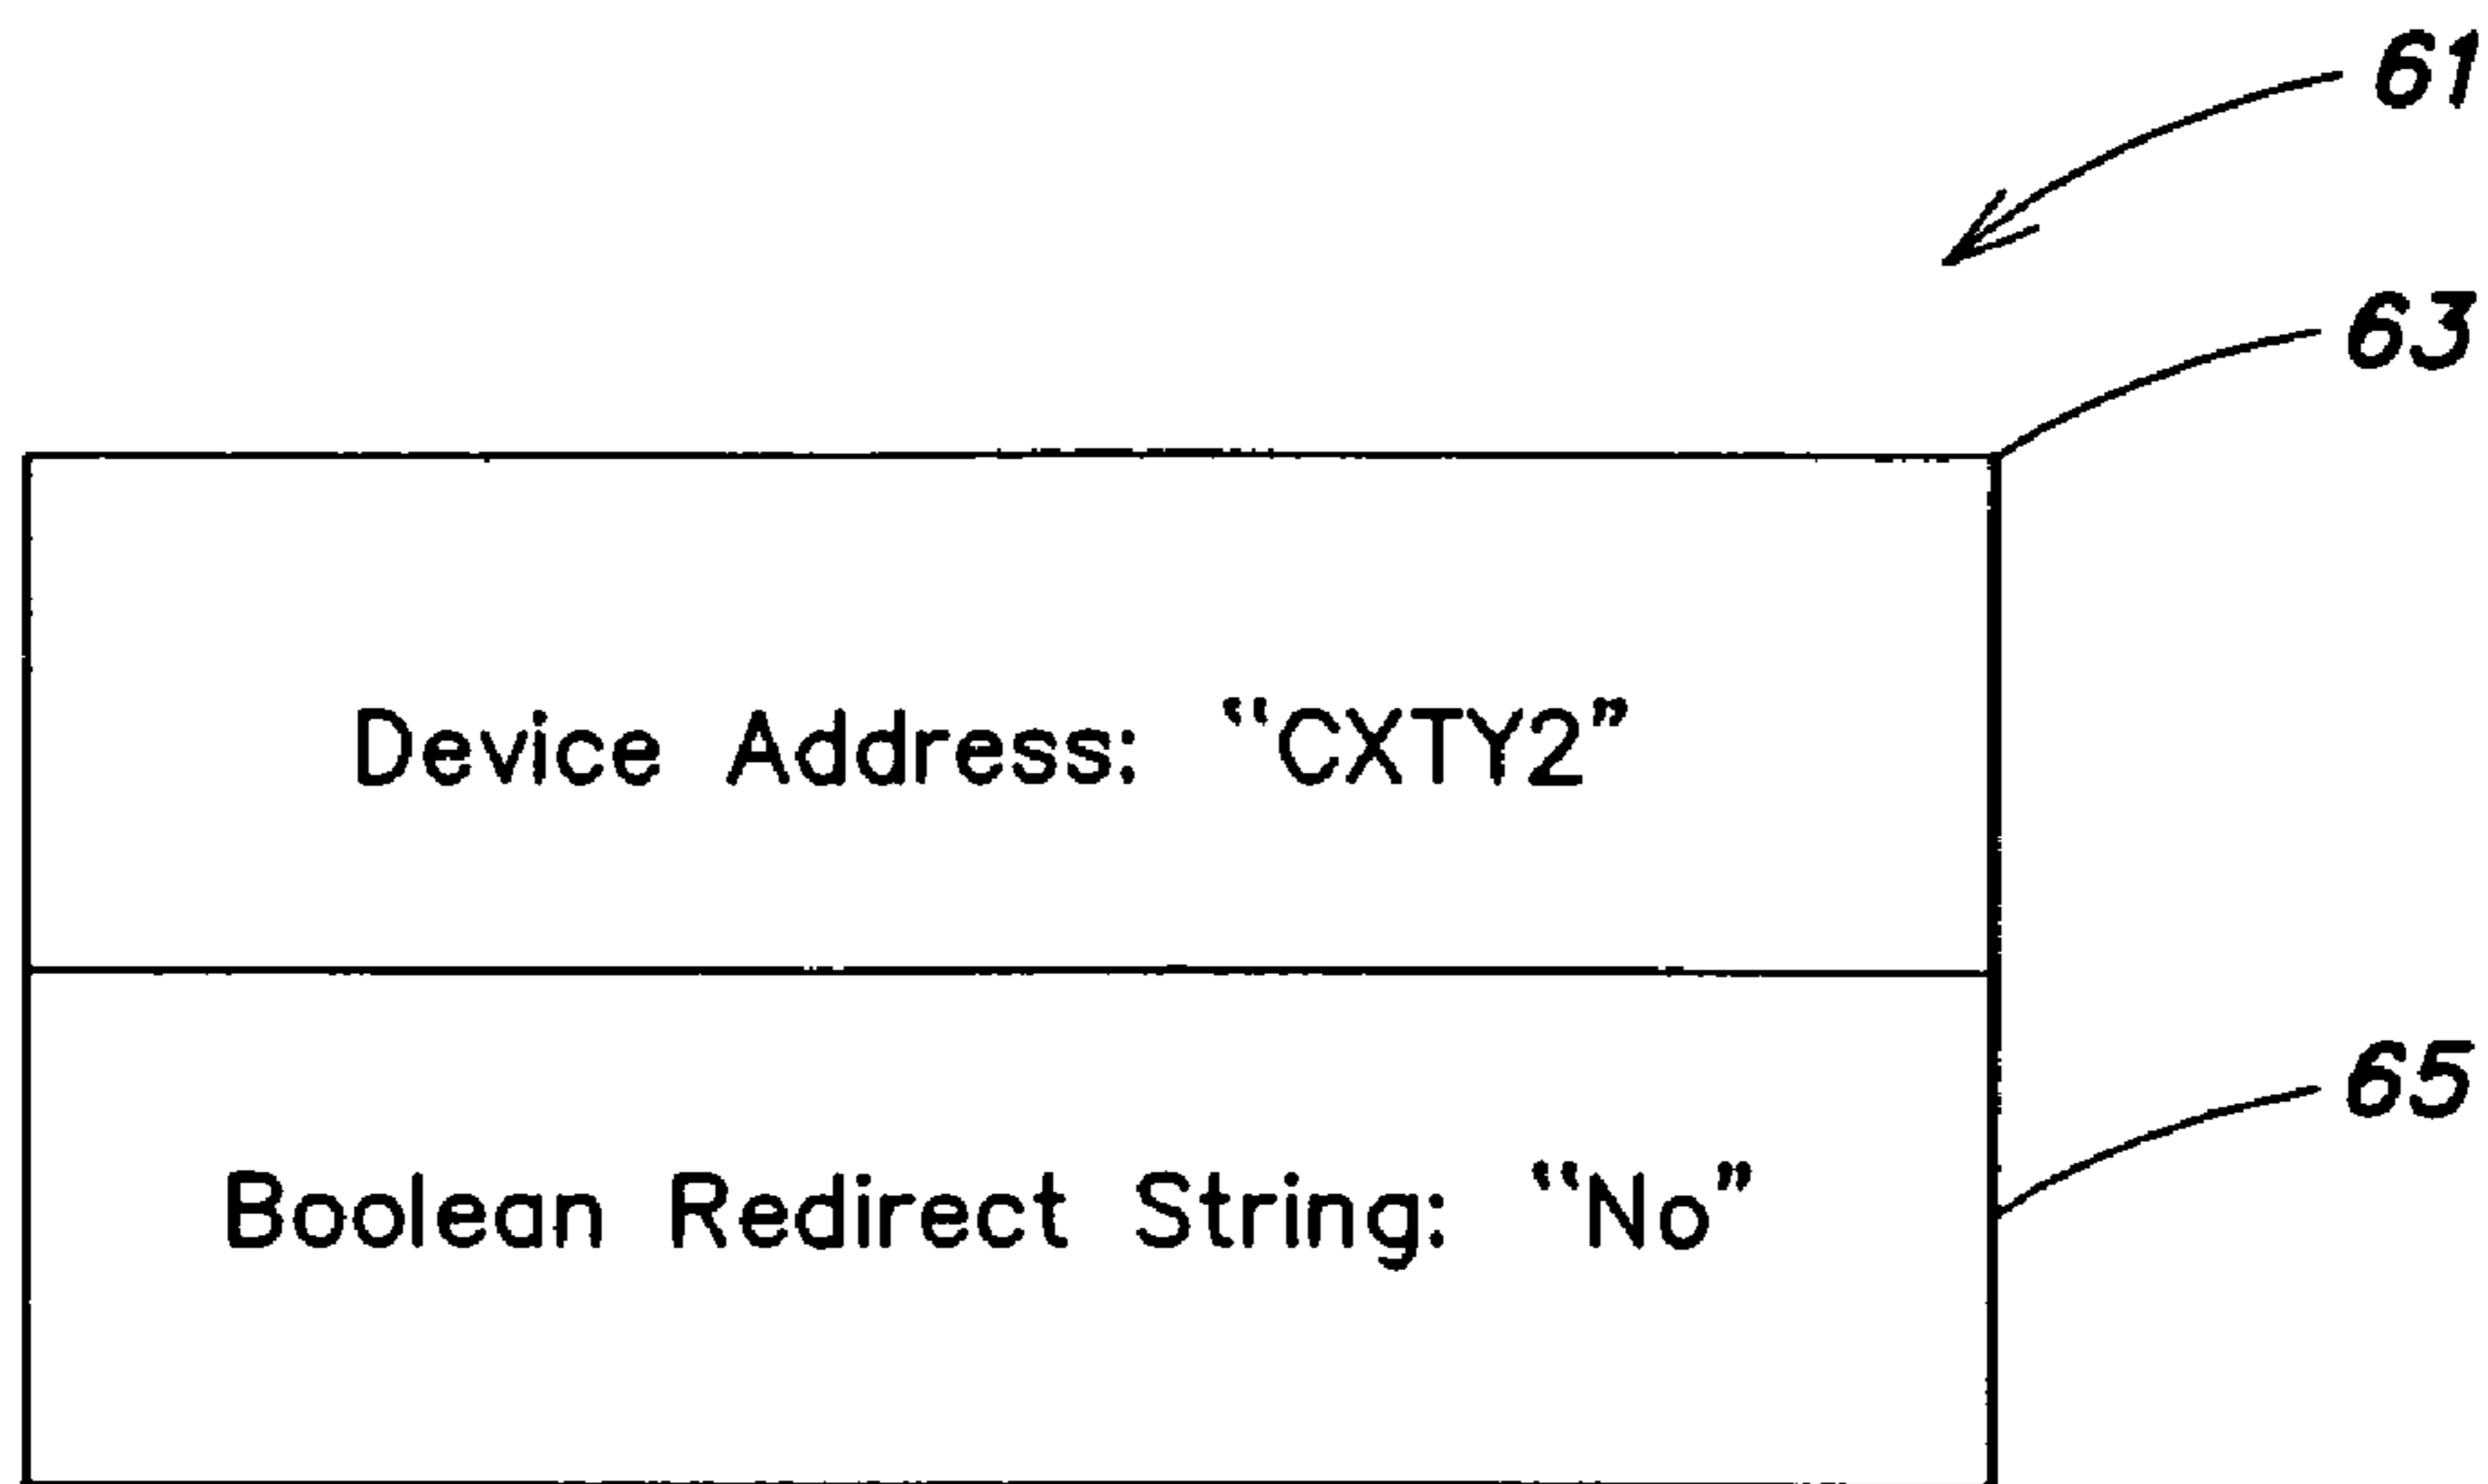 61
63
Device Address: “CXTY2”
65
Boolean Redirect String: “No”